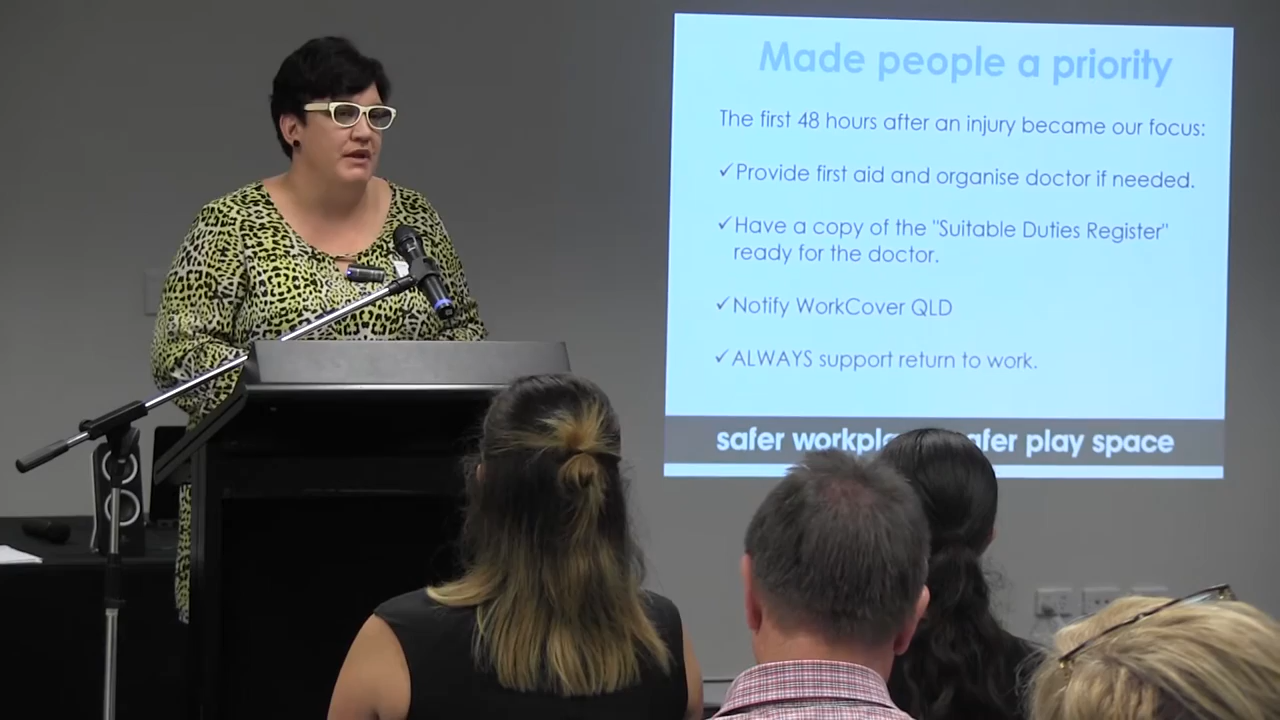 Made people a priority
The first 48 hours after an injury became our focus:
✓Provide first aid and organise doctor if needed.
✓Have a copy of the "Suitable Duties Register"
ready for the doctor.
✓Notify WorkCover QLD
✓ALWAYS support return to work.
safer play space